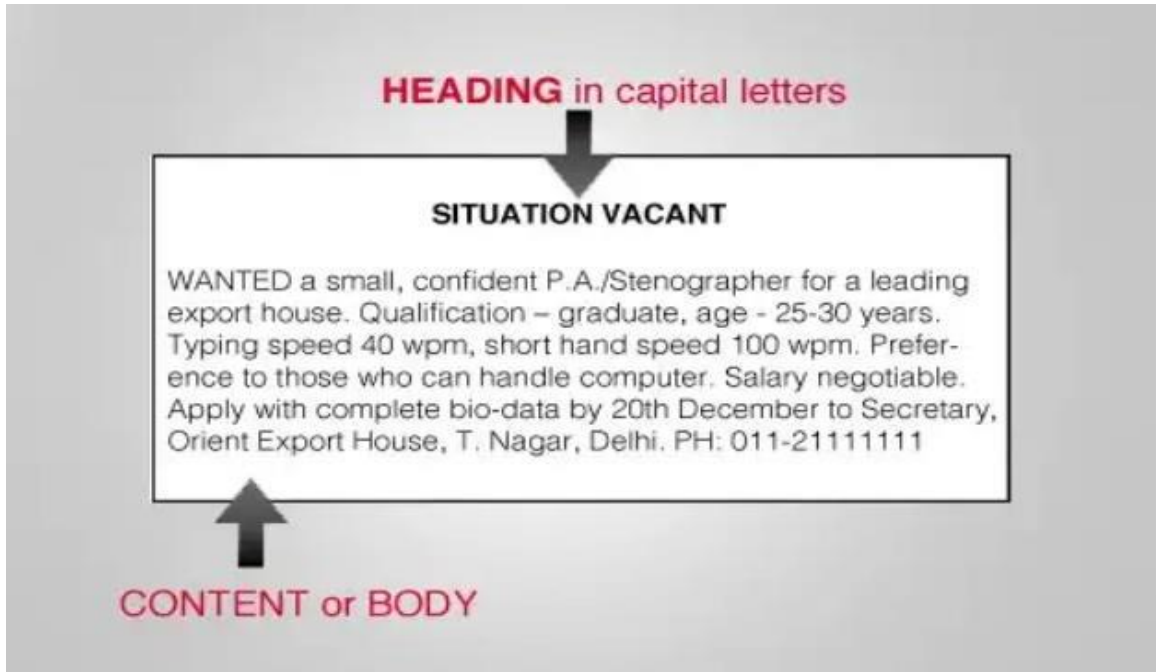 HEADING in capital letters
SITUATION VACANT
WANTED a small, confident P.A./Stenographer for a leading
export house. Qualification – graduate, age - 25-30 years.
Typing speed 40 wpm, short hand speed 100 wpm. Prefer-
ence to those who can handle computer. Salary negotiable.
Apply with complete bio-data by 20th December to Secretary,
Orient Export House, T. Nagar, Delhi. PH: 011-21111111
CONTENT or BODY